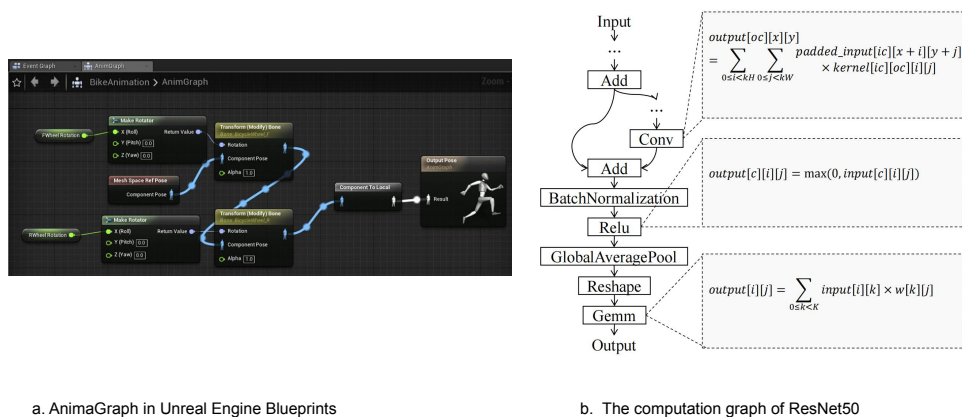 Event Graph
AnimGraph
BikeAnimation > AnimGraph
Zoom
FWheel Rotation
Make Rotator
X (Roll) Return Value
Y (Pitch) 0.0
Z (Yaw) 0.0
Transform (Modify) Bone
Rotation
Component Pose
Alpha 1.0
Mesh Space Ref Pose
Component Pose
RWheel Rotation
Make Rotator
X (Roll) Return Value
Y (Pitch) 0.0
Z (Yaw) 0.0
Transform (Modify) Bone
Rotation
Component Pose
Alpha 1.0
Component To Local
Output Pose
AnimGraph
Result
a. AnimaGraph in Unreal Engine Blueprints
Input
...
Add
...
Conv
Add
BatchNormalization
Relu
GlobalAveragePool
Reshape
Gemm
Output
output[oc][x][y]
= ∑ 0≤i<kH ∑ 0≤j<kW padded_input[ic][x + i][y + j]
× kernel[ic][oc][i][j]
output[c][i][j] = max(0, input[c][i][j])
output[i][j] = ∑ 0≤k<K input[i][k] × w[k][j]
b. The computation graph of ResNet50